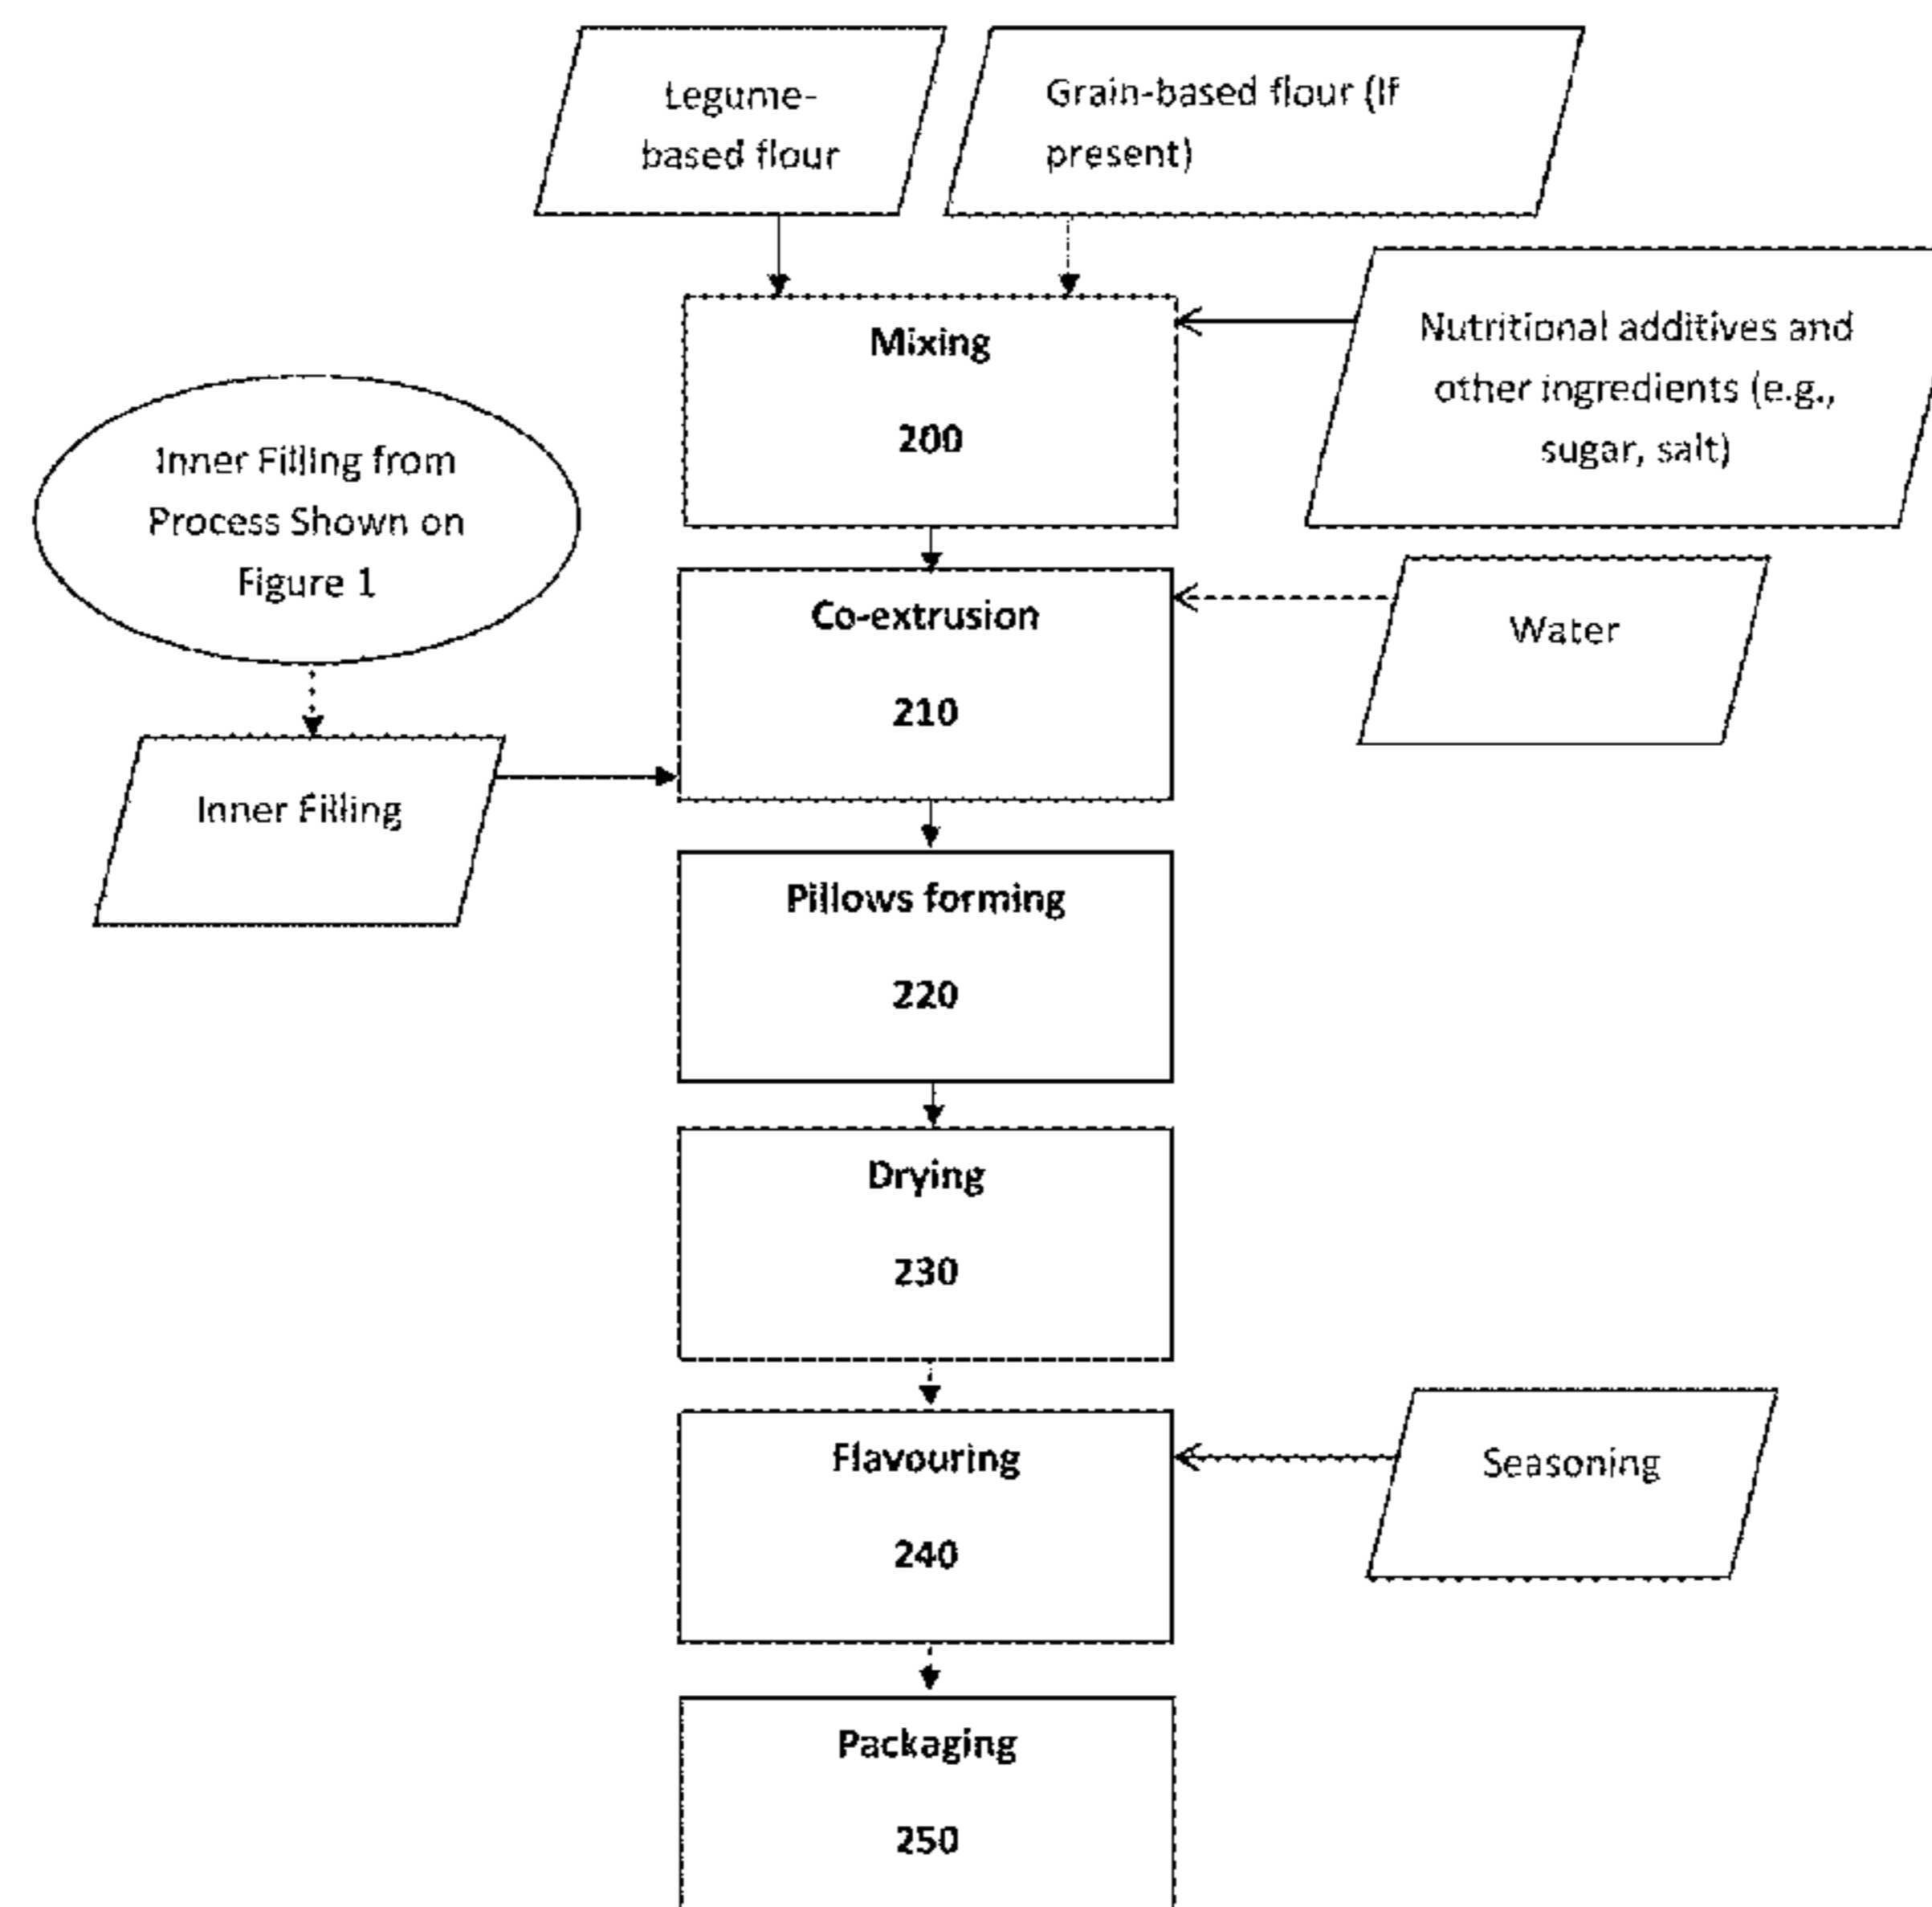 Legume-
based flour
Grain-based flour (If
present)
Mixing
200
Nutritional additives and
other ingredients (e.g.,
sugar, salt)
Inner Filling from
Process Shown on
Figure 1
Co-extrusion
210
Water
Inner Filling
Pillows forming
220
Drying
230
Flavouring
240
Seasoning
Packaging
250